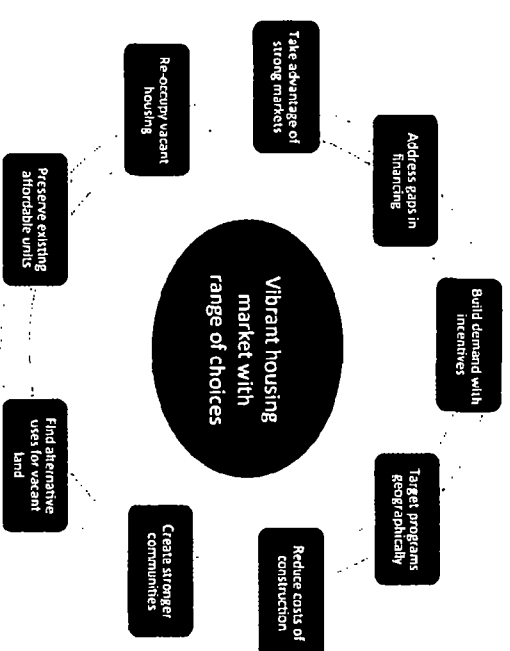 Build demand with
incentives
Target programs
geographically
Reduce costs of
construction
Create stronger
communities
Find alternative
uses for vacant
land
Preserve existing
affordable units
Re-occupy vacant
housing
Take advantage of
strong markets
Address gaps in
financing
Vibrant housing
market with
range of choices